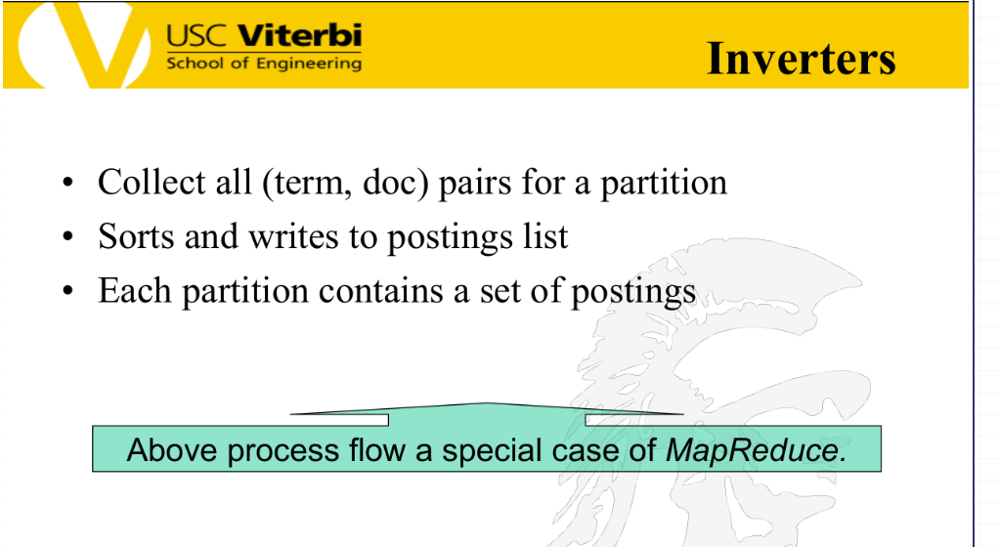 USC Viterbi
School of Engineering
Inverters
• Collect all (term, doc) pairs for a partition
• Sorts and writes to postings list
• Each partition contains a set of postings
Above process flow a special case of MapReduce.